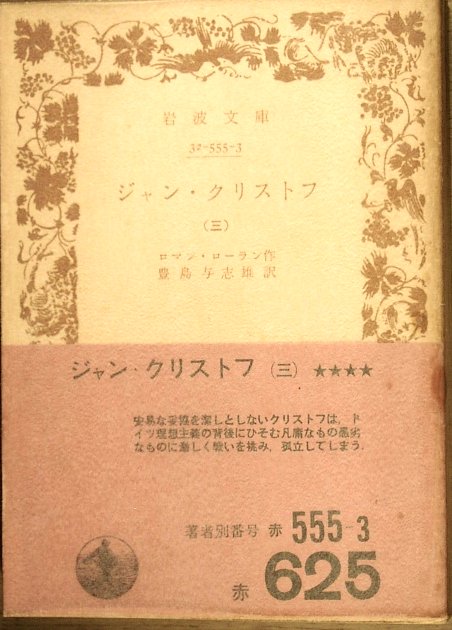 岩波文庫
32-555-3
ジャン・クリストフ
(三)
ロマン・ローラン作
豊島与志雄訳
ジャン・クリストフ (三) ★★★★
安易な妥協を潔しとしないクリストフは、ド
イツ理想主義の背後にひそむ凡庸なもの愚劣
なものに激しく戦いを挑み、孤立してしまう.
著者別番号 赤 555-3
赤 625